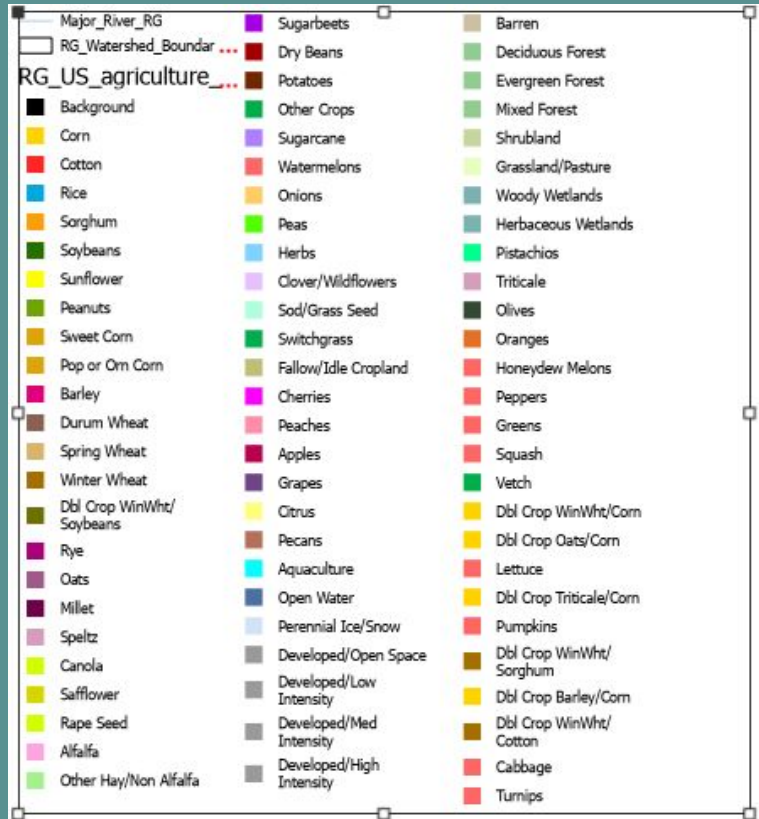 Major_River_RG
RG_Watershed_Boundar ...
RG_US_agriculture_...
Background
Corn
Cotton
Rice
Sorghum
Soybeans
Sunflower
Peanuts
Sweet Corn
Pop or Orn Corn
Barley
Durum Wheat
Spring Wheat
Winter Wheat
Dbl Crop WinWht/
Soybeans
Rye
Oats
Millet
Speltz
Canola
Safflower
Rape Seed
Alfalfa
Other Hay/Non Alfalfa
Sugarbeets
Dry Beans
Potatoes
Other Crops
Sugarcane
Watermelons
Onions
Peas
Herbs
Clover/Wildflowers
Sod/Grass Seed
Switchgrass
Fallow/Idle Cropland
Cherries
Peaches
Apples
Grapes
Citrus
Pecans
Aquaculture
Open Water
Perennial Ice/Snow
Developed/Open Space
Developed/Low
Intensity
Developed/Med
Intensity
Developed/High
Intensity
Barren
Deciduous Forest
Evergreen Forest
Mixed Forest
Shrubland
Grassland/Pasture
Woody Wetlands
Herbaceous Wetlands
Pistachios
Triticale
Olives
Oranges
Honeydew Melons
Peppers
Greens
Squash
Vetch
Dbl Crop WinWht/Corn
Dbl Crop Oats/Corn
Lettuce
Dbl Crop Triticale/Corn
Pumpkins
Dbl Crop WinWht/
Sorghum
Dbl Crop Barley/Corn
Dbl Crop WinWht/
Cotton
Cabbage
Turnips